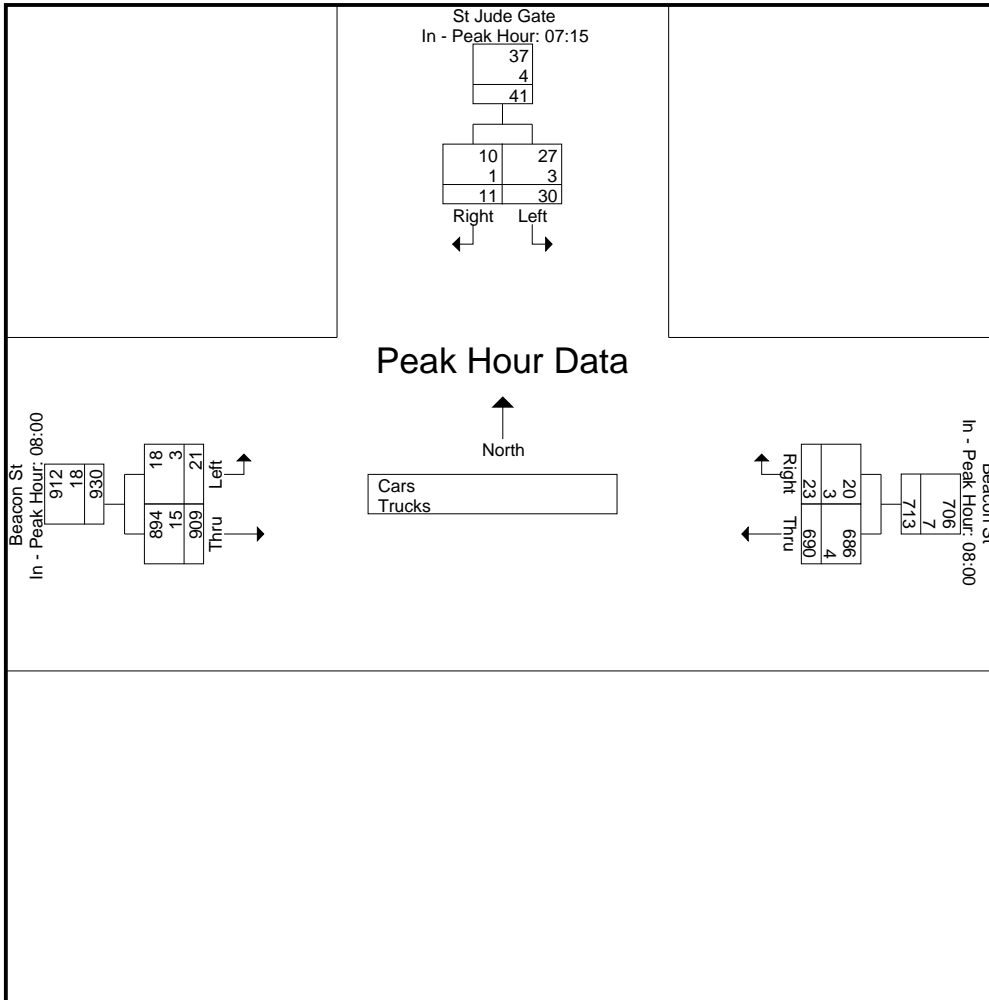 St Jude Gate
In - Peak Hour: 07:15
37
4
41
10 27
1 3
11 30
Right Left
Peak Hour Data
North
Cars
Trucks
Beacon St
In - Peak Hour: 08:00
912
18
930
18 894
3 15
21 909
Left Thru
Beacon St
In - Peak Hour: 08:00
706
7
713
20 686
3 4
23 690
Right Thru